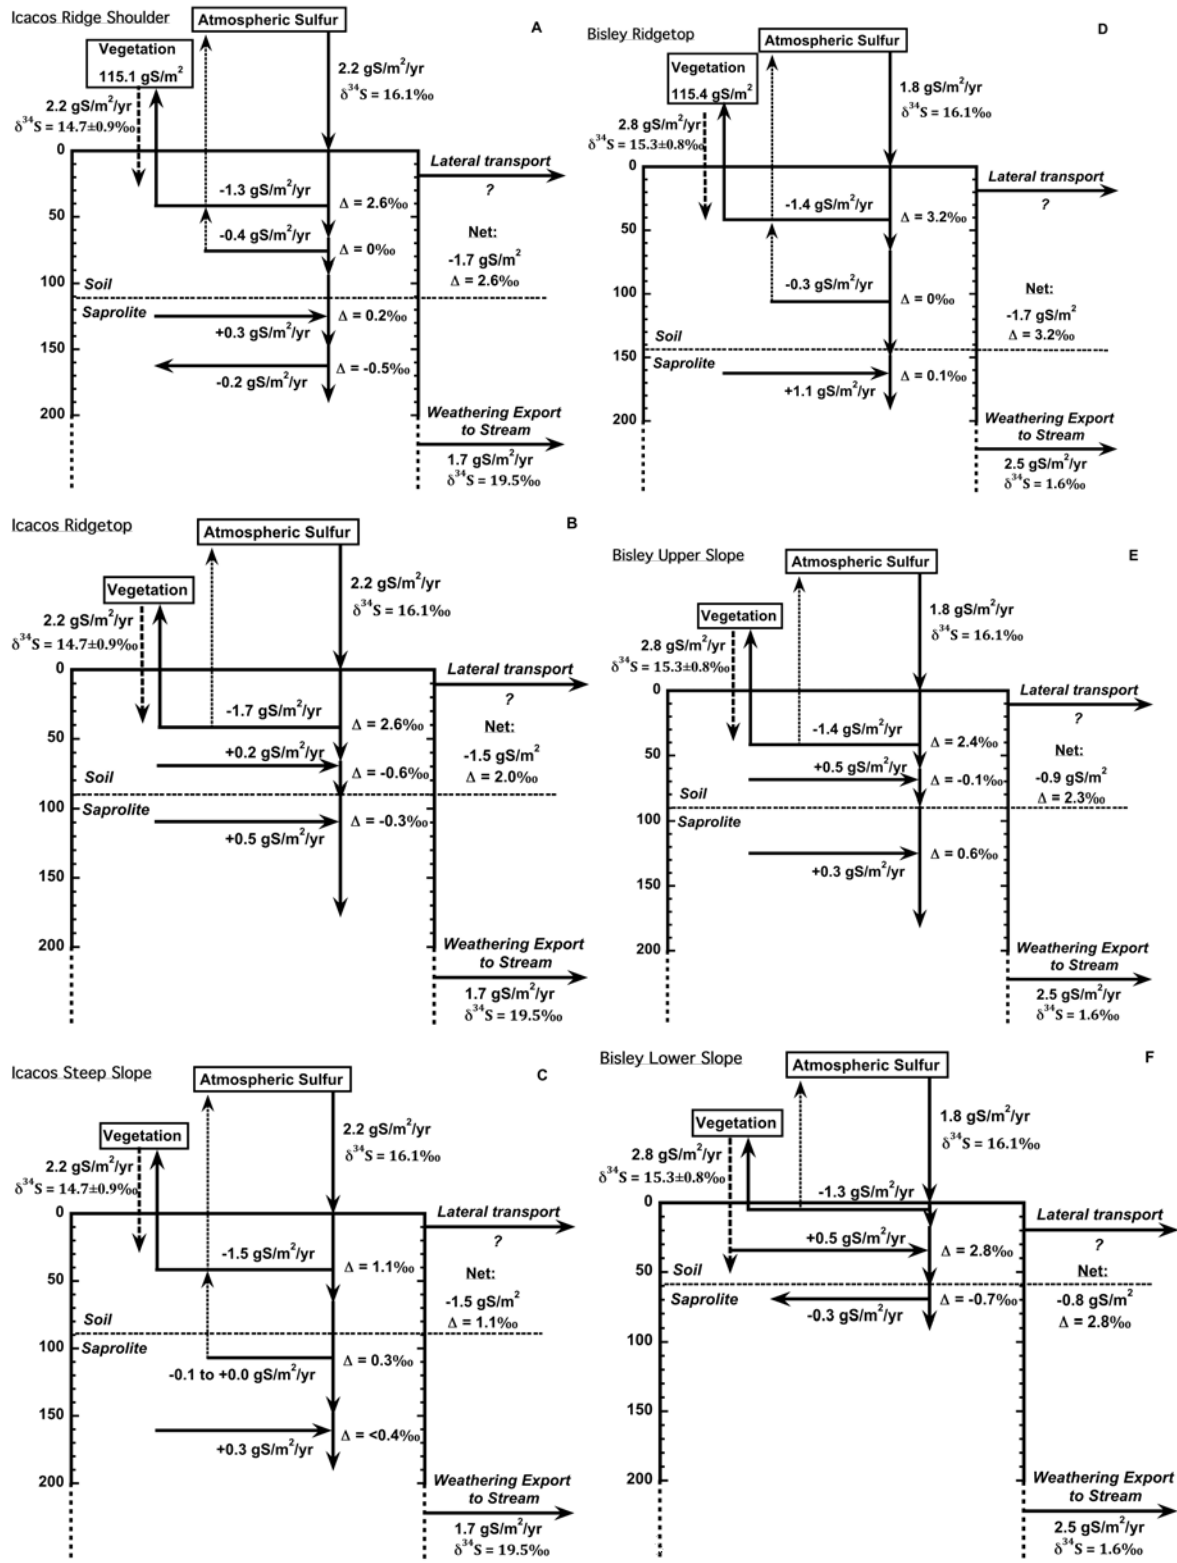 Icacos Ridge Shoulder
Atmospheric Sulfur
A
Vegetation
115.1 gS/m²
2.2 gS/m²/yr
δ³⁴S = 16.1‰
2.2 gS/m²/yr
δ³⁴S = 14.7±0.9‰
0
Lateral transport
?
-1.3 gS/m²/yr
Δ = 2.6‰
50
-0.4 gS/m²/yr
Δ = 0‰
Net:
-1.7 gS/m²
Δ = 2.6‰
100
Soil
Saprolite
Δ = 0.2‰
+0.3 gS/m²/yr
150
Δ = -0.5‰
-0.2 gS/m²/yr
200
Weathering Export
to Stream
1.7 gS/m²/yr
δ³⁴S = 19.5‰
Icacos Ridgetop
B
Atmospheric Sulfur
Vegetation
2.2 gS/m²/yr
δ³⁴S = 16.1‰
2.2 gS/m²/yr
δ³⁴S = 14.7±0.9‰
0
Lateral transport
?
-1.7 gS/m²/yr
Δ = 2.6‰
50
+0.2 gS/m²/yr
Δ = -0.6‰
Net:
-1.5 gS/m²
Δ = 2.0‰
Soil
Saprolite
100
Δ = -0.3‰
+0.5 gS/m²/yr
150
200
Weathering Export
to Stream
1.7 gS/m²/yr
δ³⁴S = 19.5‰
Icacos Steep Slope
C
Atmospheric Sulfur
Vegetation
2.2 gS/m²/yr
δ³⁴S = 16.1‰
2.2 gS/m²/yr
δ³⁴S = 14.7±0.9‰
0
Lateral transport
?
-1.5 gS/m²/yr
Δ = 1.1‰
50
Net:
-1.5 gS/m²
Δ = 1.1‰
Soil
Saprolite
100
Δ = 0.3‰
-0.1 to +0.0 gS/m²/yr
150
Δ = <0.4‰
+0.3 gS/m²/yr
200
Weathering Export
to Stream
1.7 gS/m²/yr
δ³⁴S = 19.5‰
Bisley Ridgetop
D
Atmospheric Sulfur
Vegetation
115.4 gS/m²
1.8 gS/m²/yr
δ³⁴S = 16.1‰
2.8 gS/m²/yr
δ³⁴S = 15.3±0.8‰
0
Lateral transport
?
-1.4 gS/m²/yr
Δ = 3.2‰
50
-0.3 gS/m²/yr
Δ = 0‰
100
Net:
-1.7 gS/m²
Δ = 3.2‰
Soil
150
Saprolite
Δ = 0.1‰
+1.1 gS/m²/yr
200
Weathering Export
to Stream
2.5 gS/m²/yr
δ³⁴S = 1.6‰
Bisley Upper Slope
E
Atmospheric Sulfur
Vegetation
1.8 gS/m²/yr
δ³⁴S = 16.1‰
2.8 gS/m²/yr
δ³⁴S = 15.3±0.8‰
0
Lateral transport
?
-1.4 gS/m²/yr
Δ = 2.4‰
50
+0.5 gS/m²/yr
Δ = -0.1‰
Net:
-0.9 gS/m²
Δ = 2.3‰
Soil
Saprolite
100
Δ = 0.6‰
+0.3 gS/m²/yr
150
200
Weathering Export
to Stream
2.5 gS/m²/yr
δ³⁴S = 1.6‰
Bisley Lower Slope
F
Atmospheric Sulfur
Vegetation
1.8 gS/m²/yr
δ³⁴S = 16.1‰
2.8 gS/m²/yr
δ³⁴S = 15.3±0.8‰
-1.3 gS/m²/yr
0
Lateral transport
?
+0.5 gS/m²/yr
Δ = 2.8‰
50
Soil
Saprolite
Δ = -0.7‰
-0.3 gS/m²/yr
Net:
-0.8 gS/m²
Δ = 2.8‰
100
150
200
Weathering Export
to Stream
2.5 gS/m²/yr
δ³⁴S = 1.6‰